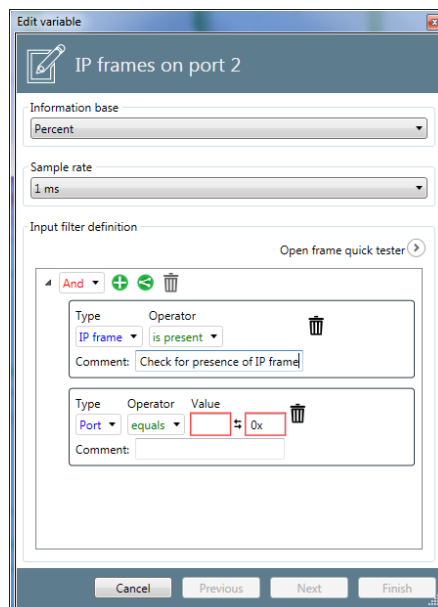 Edit variable
IP frames on port 2
Information base
Percent
Sample rate
1 ms
Input filter definition
Open frame quick tester
And
Type Operator
IP frame is present
Comment: Check for presence of IP frame
Type Operator Value
Port equals 0x
Comment:
Cancel Previous Next Finish